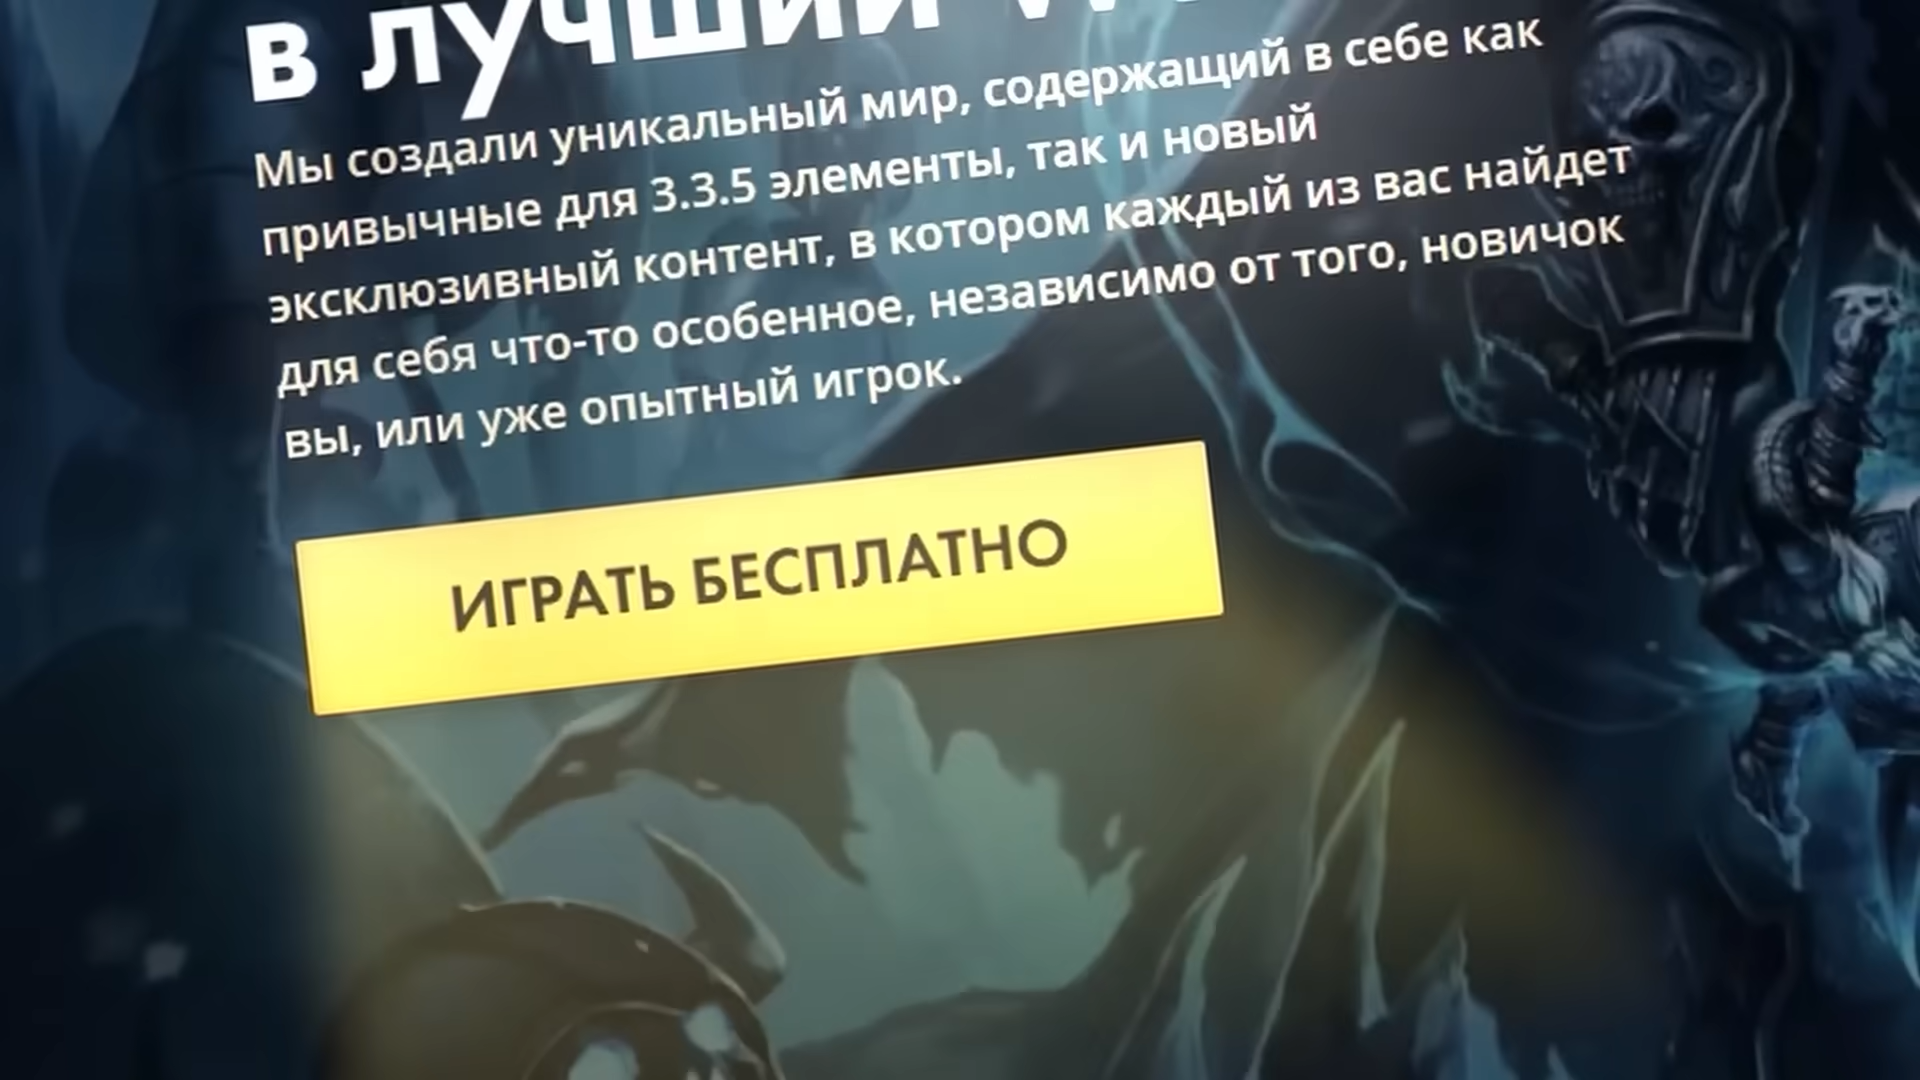 в лучший
Мы создали уникальный мир, содержащий в себе как
привычные для 3.3.5 элементы, так и новый
эксклюзивный контент, в котором каждый из вас найдет
для себя что-то особенное, независимо от того, новичок
вы, или уже опытный игрок.
ИГРАТЬ БЕСПЛАТНО